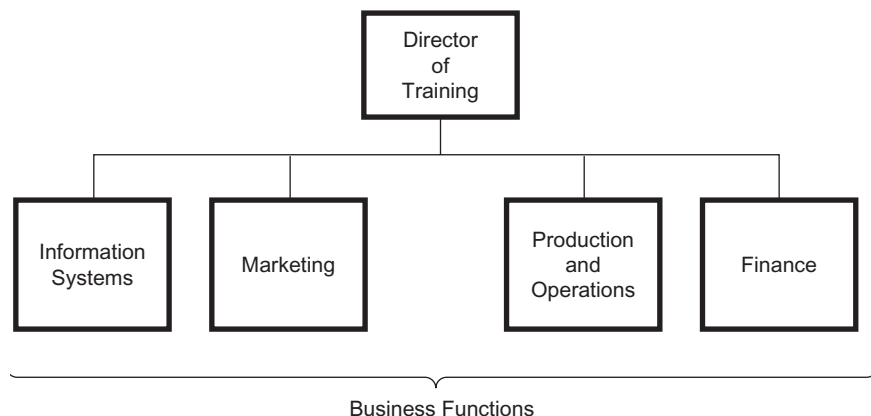 Director
of
Training
Information
Systems
Marketing
Production
and
Operations
Finance
Business Functions